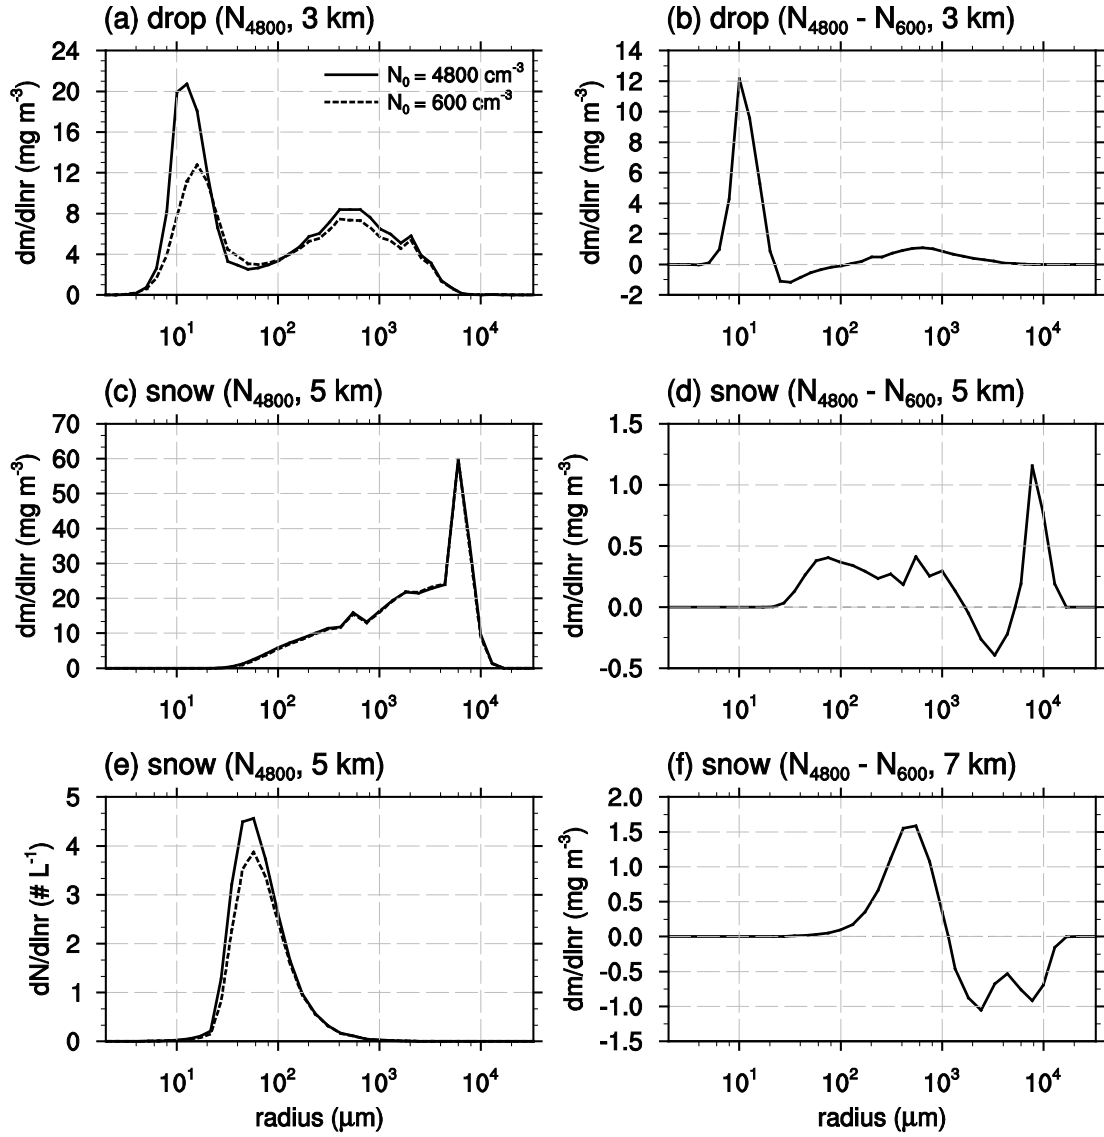 (a) drop (N4800, 3 km)
24
20
16
12
8
4
0
dm/dlnr (mg m-3)
N0 = 4800 cm-3
N0 = 600 cm-3
10^1 10^2 10^3 10^4
(b) drop (N4800 - N600, 3 km)
14
12
10
8
6
4
2
0
-2
dm/dlnr (mg m-3)
10^1 10^2 10^3 10^4
(c) snow (N4800, 5 km)
70
60
50
40
30
20
10
0
dm/dlnr (mg m-3)
10^1 10^2 10^3 10^4
(d) snow (N4800 - N600, 5 km)
1.5
1.0
0.5
0.0
-0.5
dm/dlnr (mg m-3)
10^1 10^2 10^3 10^4
(e) snow (N4800, 5 km)
5
4
3
2
1
0
dN/dlnr (# L-1)
10^1 10^2 10^3 10^4
radius (μm)
(f) snow (N4800 - N600, 7 km)
2.0
1.5
1.0
0.5
0.0
-0.5
-1.0
-1.5
dm/dlnr (mg m-3)
10^1 10^2 10^3 10^4
radius (μm)